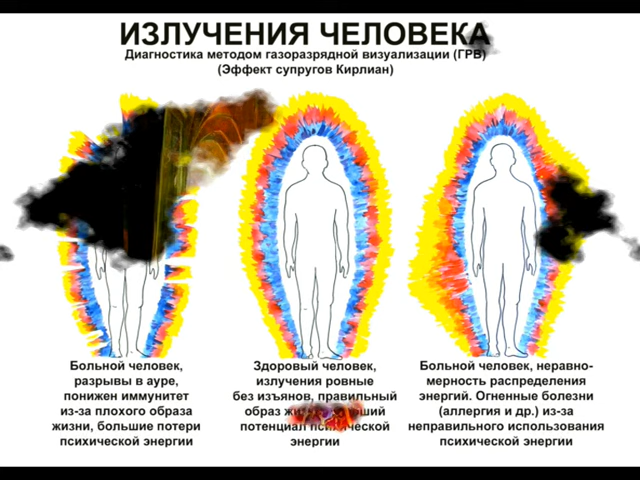 ИЗЛУЧЕНИЯ ЧЕЛОВЕКА
Диагностика методом газоразрядной визуализации (ГРВ)
(Эффект супругов Кирлиан)
Больной человек,
разрывы в ауре,
понижен иммунитет
из-за плохого образа
жизни, большие потери
психической энергии
Здоровый человек,
излучения ровные
без изъянов, правильный
образ
потенциал
энергии
Больной человек, неравно-
мерность распределения
энергий. Огненные болезни
(аллергия и др.) из-за
неправильного использования
психической энергии